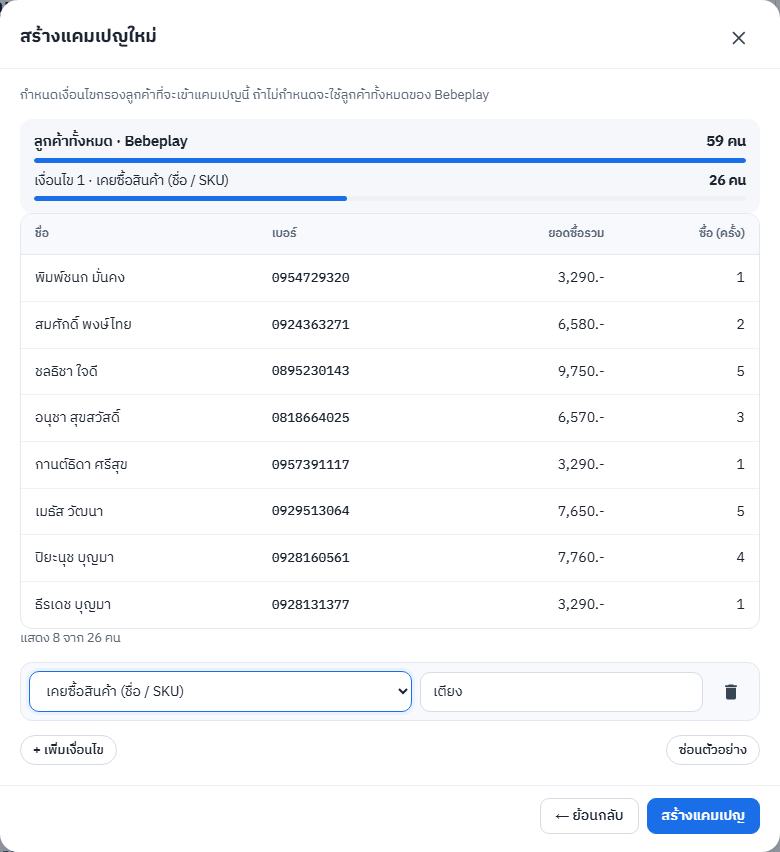 สร้างแคมเปญใหม่
กำหนดเงื่อนไขกรองลูกค้าที่จะเข้าแคมเปญนี้ ถ้าไม่กำหนดจะใช้ลูกค้าทั้งหมดของ Bebeplay
ลูกค้าทั้งหมด · Bebeplay 59 คน
เงื่อนไข 1 · เคยซื้อสินค้า (ชื่อ / SKU) 26 คน
ชื่อ เบอร์ ยอดซื้อรวม ซื้อ (ครั้ง)
พิมพ์ชนก มั่นคง 0954729320 3,290.- 1
สมศักดิ์ พงษ์ไทย 0924363271 6,580.- 2
ชลธิชา ใจดี 0895230143 9,750.- 5
อนุชา สุขสวัสดิ์ 0818664025 6,570.- 3
กานต์ธิดา ศรีสุข 0957391117 3,290.- 1
เมธัส วัฒนา 0929513064 7,650.- 5
ปิยะนุช บุญมา 0928160561 7,760.- 4
ธีรเดช บุญมา 0928131377 3,290.- 1
แสดง 8 จาก 26 คน
เคยซื้อสินค้า (ชื่อ / SKU) เตียง
+ เพิ่มเงื่อนไข ซ่อนตัวอย่าง
← ย้อนกลับ สร้างแคมเปญ